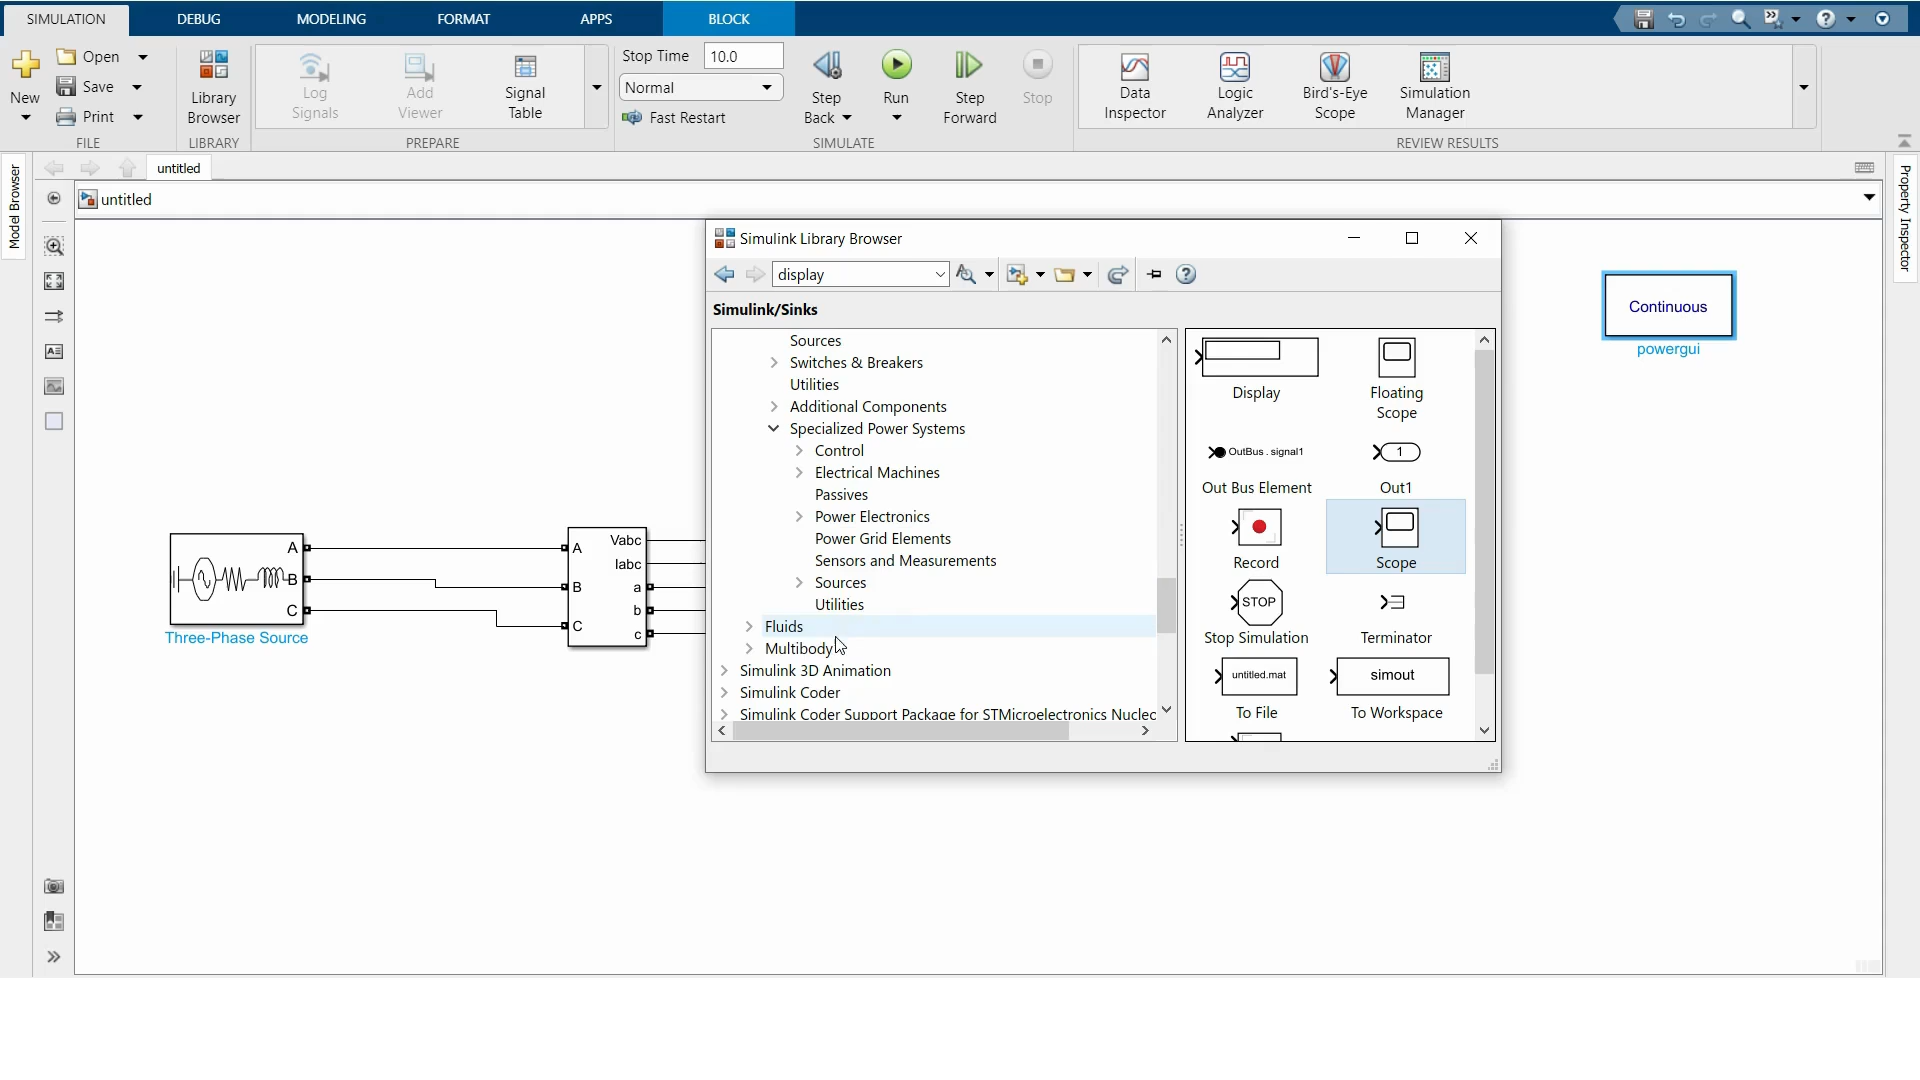 SIMULATION DEBUG MODELING FORMAT APPS BLOCK
New
Open
Save
Print
FILE
Library Browser
LIBRARY
Log Signals
Add Viewer
Signal Table
PREPARE
Stop Time 10.0
Normal
Fast Restart
Step Back
Run
Step Forward
Stop
SIMULATE
Data Inspector
Logic Analyzer
Bird's-Eye Scope
Simulation Manager
REVIEW RESULTS
Model Browser
untitled
untitled
Property Inspector
Simulink Library Browser
display
Simulink/Sinks
Sources
Switches & Breakers
Utilities
Additional Components
Specialized Power Systems
Control
Electrical Machines
Passives
Power Electronics
Power Grid Elements
Sensors and Measurements
Sources
Utilities
Fluids
Multibody
Simulink 3D Animation
Simulink Coder
Simulink Coder Support Package for STMicroelectronics Nuclec
Display
Floating
Scope
OutBus . signal1
Out Bus Element
1
Out1
Record
Scope
STOP
Stop Simulation
Terminator
untitled.mat
To File
simout
To Workspace
Continuous
powergui
A
B
C
Three-Phase Source
A
B
C
Vabc
Iabc
a
b
c